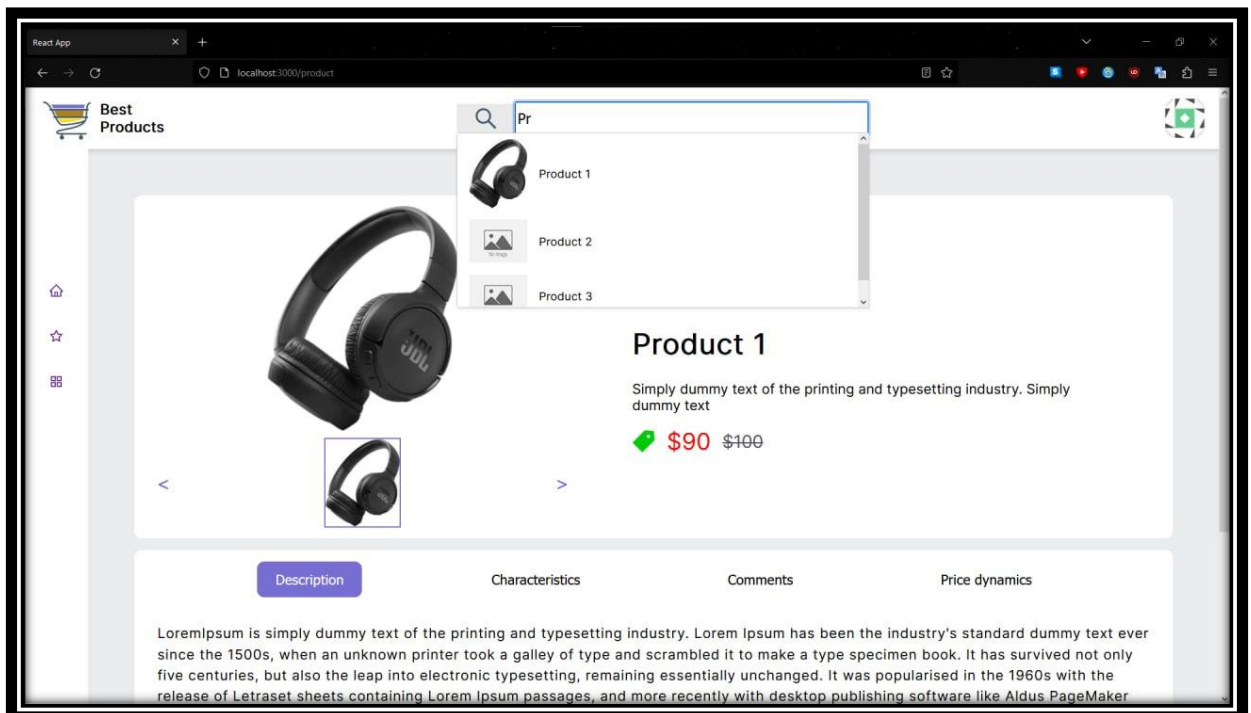 React App
localhost:3000/product
Best
Products
Pr
Product 1
Product 2
No Image
Product 3
JBL
Product 1
Simply dummy text of the printing and typesetting industry. Simply
dummy text
$90 $100
< >
Description Characteristics Comments Price dynamics
LoremIpsum is simply dummy text of the printing and typesetting industry. Lorem Ipsum has been the industry's standard dummy text ever
since the 1500s, when an unknown printer took a galley of type and scrambled it to make a type specimen book. It has survived not only
five centuries, but also the leap into electronic typesetting, remaining essentially unchanged. It was popularised in the 1960s with the
release of Letraset sheets containing Lorem Ipsum passages, and more recently with desktop publishing software like Aldus PageMaker